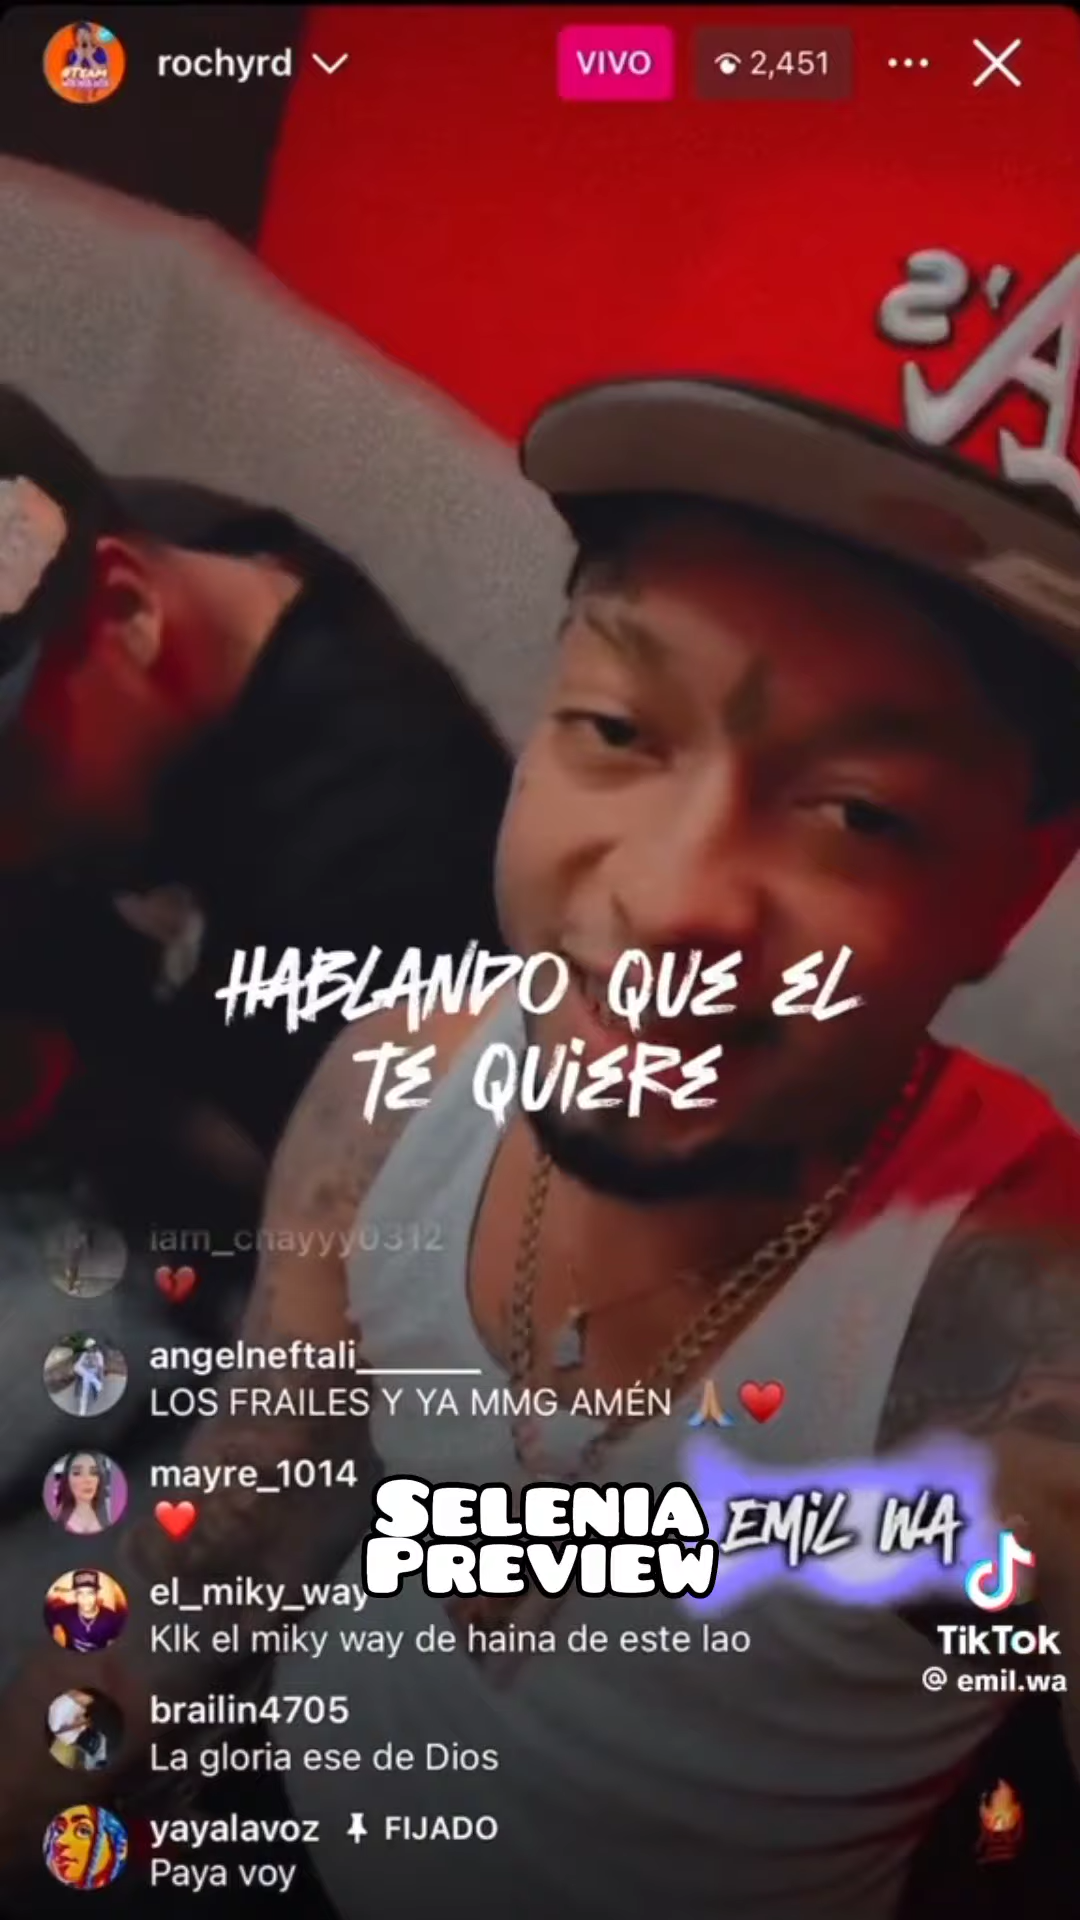 rochyrd
VIVO
2,451
HABLANDO QUE EL
TE QUiERE
iam_chayyy0312
angelneftali______
LOS FRAILES Y YA MMG AMÉN 🙏❤️
mayre_1014
❤️
SELENIA
PREVIEW
EMiL WA
el_miky_way
Klk el miky way de haina de este lao
TikTok
@ emil.wa
brailin4705
La gloria ese de Dios
yayalavoz FIJADO
Paya voy